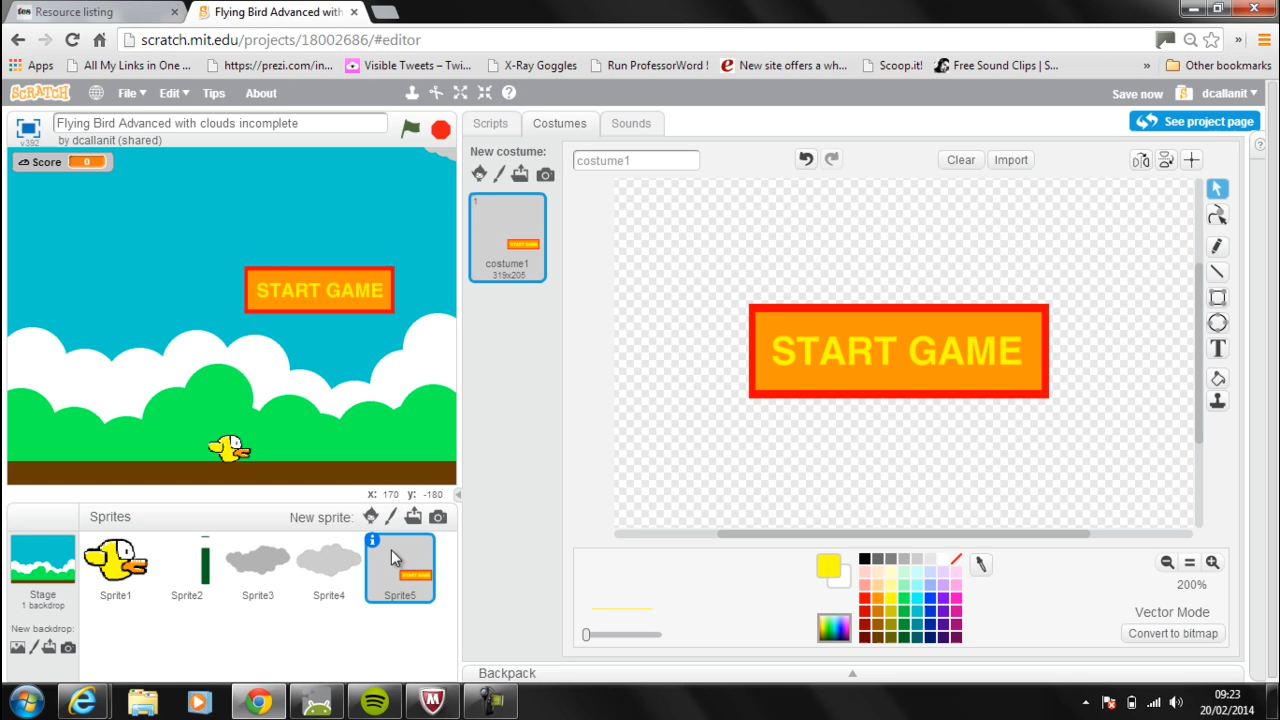 Resource listing
Flying Bird Advanced with
scratch.mit.edu/projects/18002686/#editor
Apps
All My Links in One ...
https://prezi.com/in...
Visible Tweets – Twi...
X-Ray Goggles
Run ProfessorWord !
New site offers a wh...
Scoop.it!
Free Sound Clips | S...
»
Other bookmarks
SCRATCH
File
Edit
Tips
About
Save now
dcallanit
Flying Bird Advanced with clouds incomplete
by dcallanit (shared)
v392
Scripts
Costumes
Sounds
See project page
Score 0
New costume:
costume1
Clear
Import
1
START GAME
costume1
319x205
START GAME
START GAME
x: 170 y: -180
Sprites
New sprite:
Stage
1 backdrop
New backdrop:
Sprite1
Sprite2
Sprite3
Sprite4
START GAME
Sprite5
200%
Vector Mode
Convert to bitmap
Backpack
09:23
20/02/2014